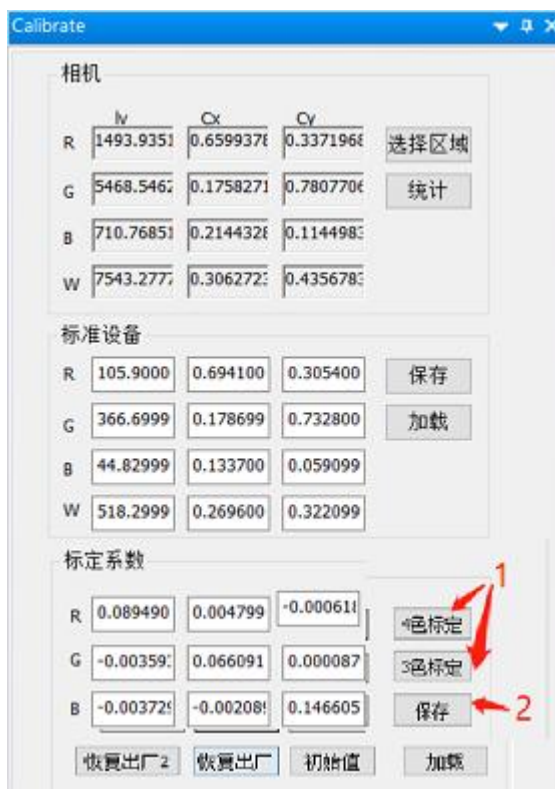 Calibrate
相机
lv Cx Cy
R 1493.9351 0.6599378 0.3371968 选择区域
G 5468.5462 0.1758271 0.7807706 统计
B 710.76851 0.2144328 0.1144983
W 7543.2777 0.3062723 0.4356783
标准设备
R 105.9000 0.694100 0.305400 保存
G 366.6999 0.178699 0.732800 加载
B 44.82999 0.133700 0.059099
W 518.2999 0.269600 0.322099
标定系数
1
R 0.089490 0.004799 -0.000618 4色标定
G -0.003593 0.066091 0.000087 3色标定
B -0.003729 -0.002089 0.146605 保存 2
恢复出厂2 恢复出厂 初始值 加载